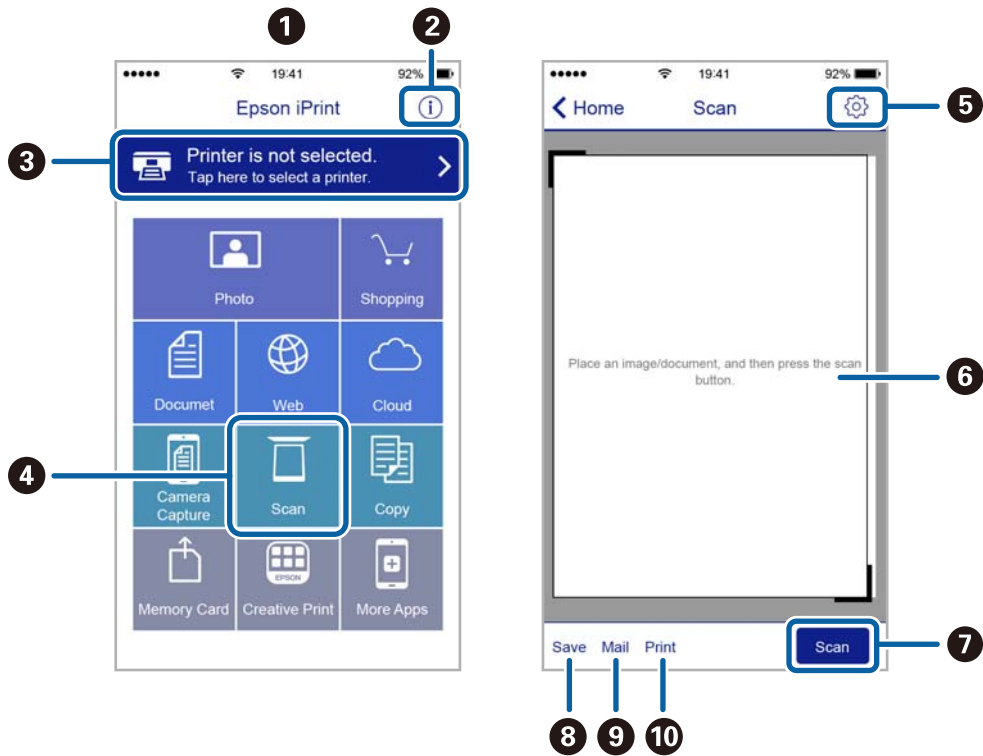 1
2
19:41
92%
Epson iPrint
3
Printer is not selected.
Tap here to select a printer.
Photo
Shopping
Documet
Web
Cloud
4
Camera
Capture
Scan
Copy
EPSON
Memory Card
Creative Print
More Apps
19:41
92%
Home
Scan
5
Place an image/document, and then press the scan
button.
6
Save
Mail
Print
Scan
7
8
9
10